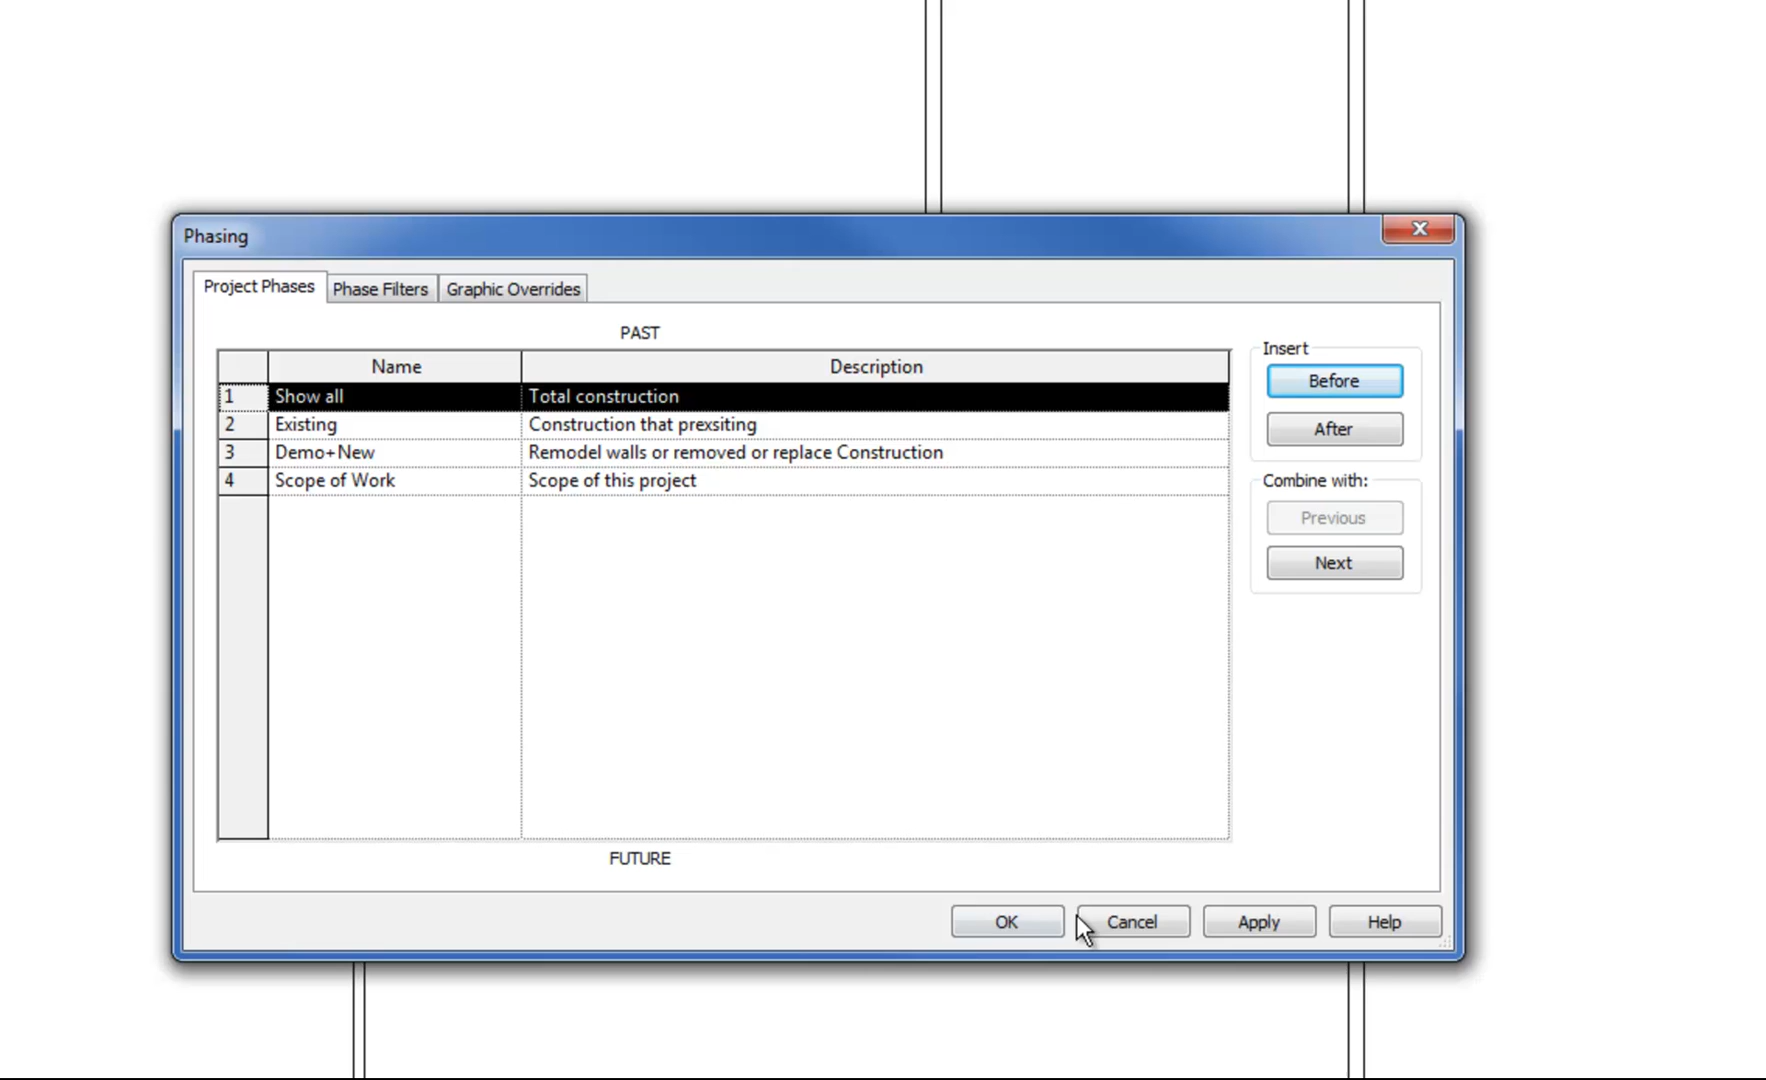 Phasing
Project Phases Phase Filters Graphic Overrides
PAST
Name Description
1 Show all Total construction
2 Existing Construction that prexsiting
3 Demo+New Remodel walls or removed or replace Construction
4 Scope of Work Scope of this project
FUTURE
Insert
Before
After
Combine with:
Previous
Next
OK Cancel Apply Help